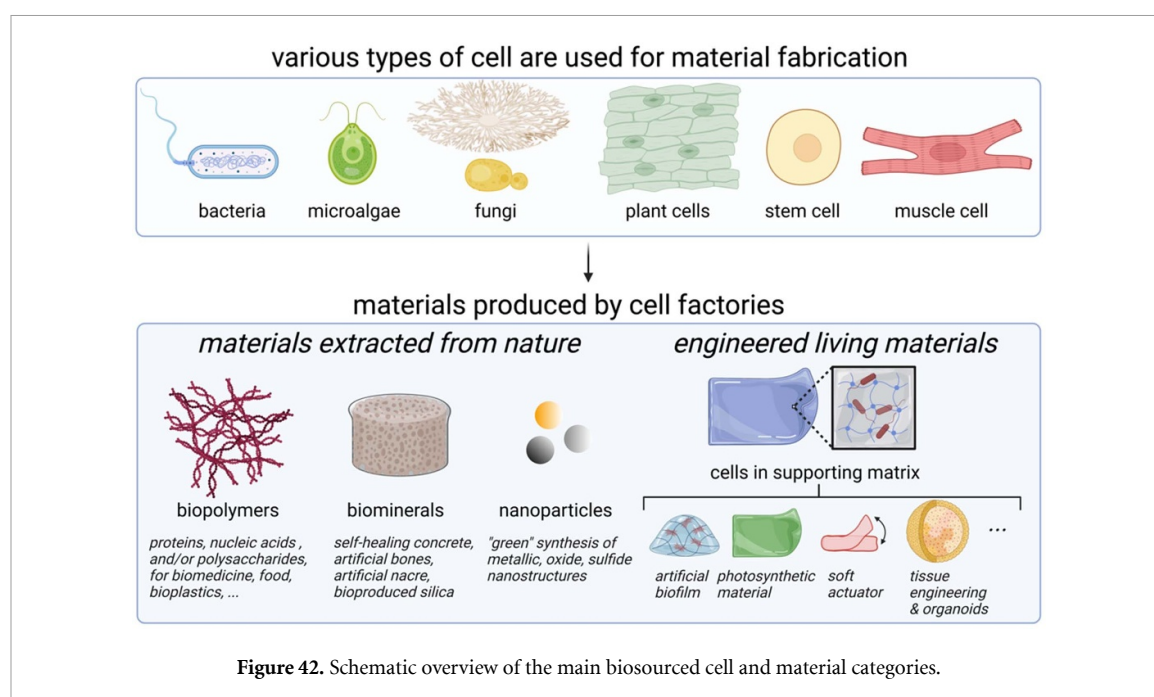 various types of cell are used for material fabrication
bacteria microalgae fungi plant cells stem cell muscle cell
materials produced by cell factories
materials extracted from nature engineered living materials
cells in supporting matrix
biopolymers biominerals nanoparticles
proteins, nucleic acids ,
and/or polysaccharides,
for biomedicine, food,
bioplastics, ...
self-healing concrete,
artificial bones,
artificial nacre,
bioproduced silica
"green" synthesis of
metallic, oxide, sulfide
nanostructures
...
artificial
biofilm
photosynthetic
material
soft
actuator
tissue
engineering
& organoids
Figure 42. Schematic overview of the main biosourced cell and material categories.